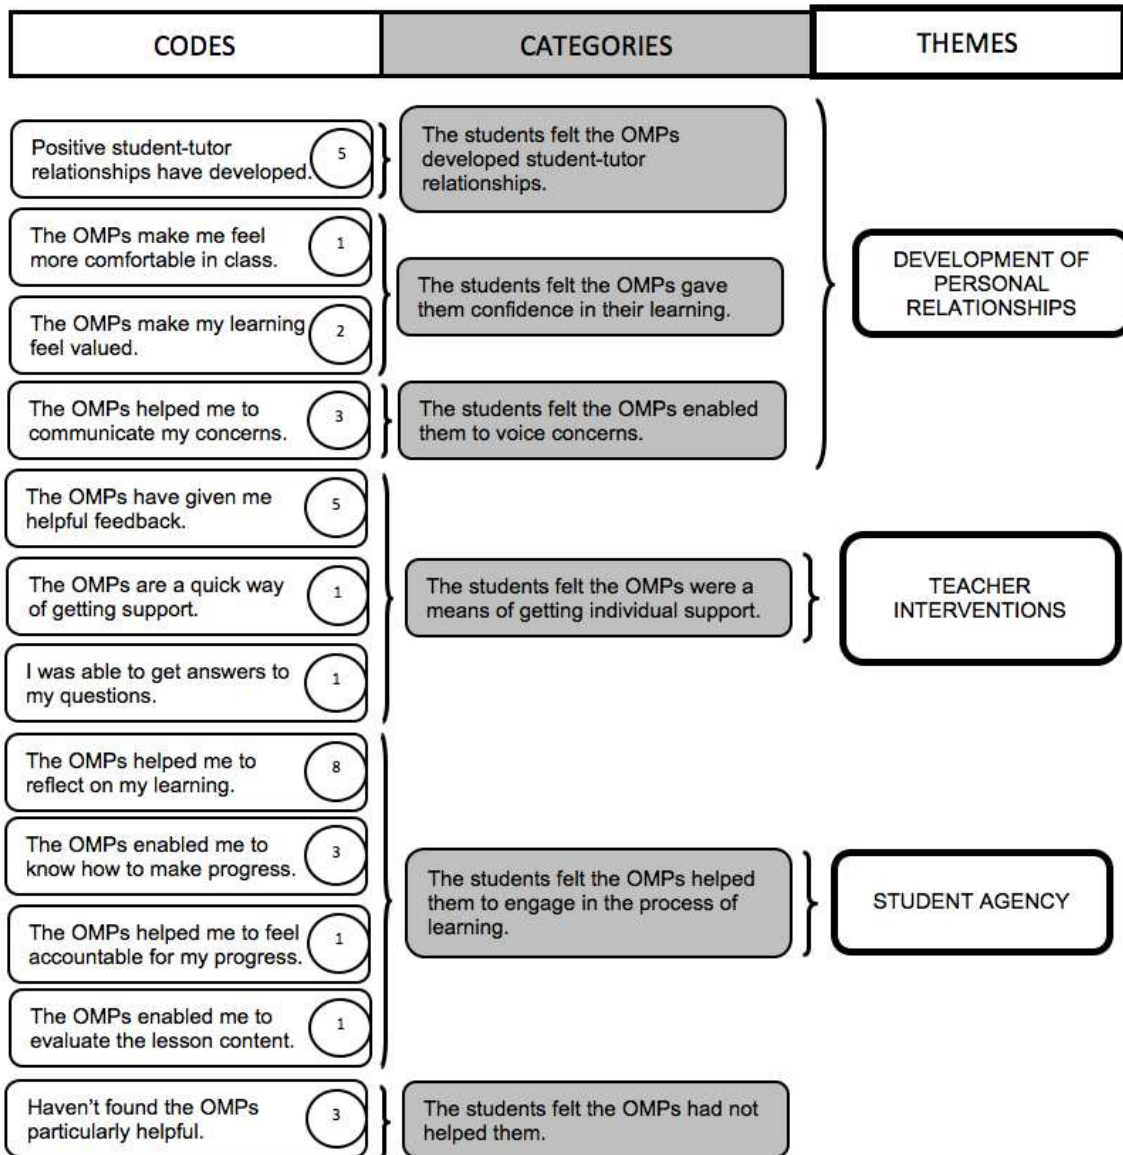 CODES
CATEGORIES
THEMES
Positive student-tutor
relationships have developed.
5
The OMPs make me feel
more comfortable in class.
1
The OMPs make my learning
feel valued.
2
The OMPs helped me to
communicate my concerns.
3
The OMPs have given me
helpful feedback.
5
The OMPs are a quick way
of getting support.
1
I was able to get answers to
my questions.
1
The OMPs helped me to
reflect on my learning.
8
The OMPs enabled me to
know how to make progress.
3
The OMPs helped me to feel
accountable for my progress.
1
The OMPs enabled me to
evaluate the lesson content.
1
Haven't found the OMPs
particularly helpful.
3
The students felt the OMPs
developed student-tutor
relationships.
The students felt the OMPs gave
them confidence in their learning.
The students felt the OMPs enabled
them to voice concerns.
The students felt the OMPs were a
means of getting individual support.
The students felt the OMPs helped
them to engage in the process of
learning.
The students felt the OMPs had not
helped them.
DEVELOPMENT OF
PERSONAL
RELATIONSHIPS
TEACHER
INTERVENTIONS
STUDENT AGENCY